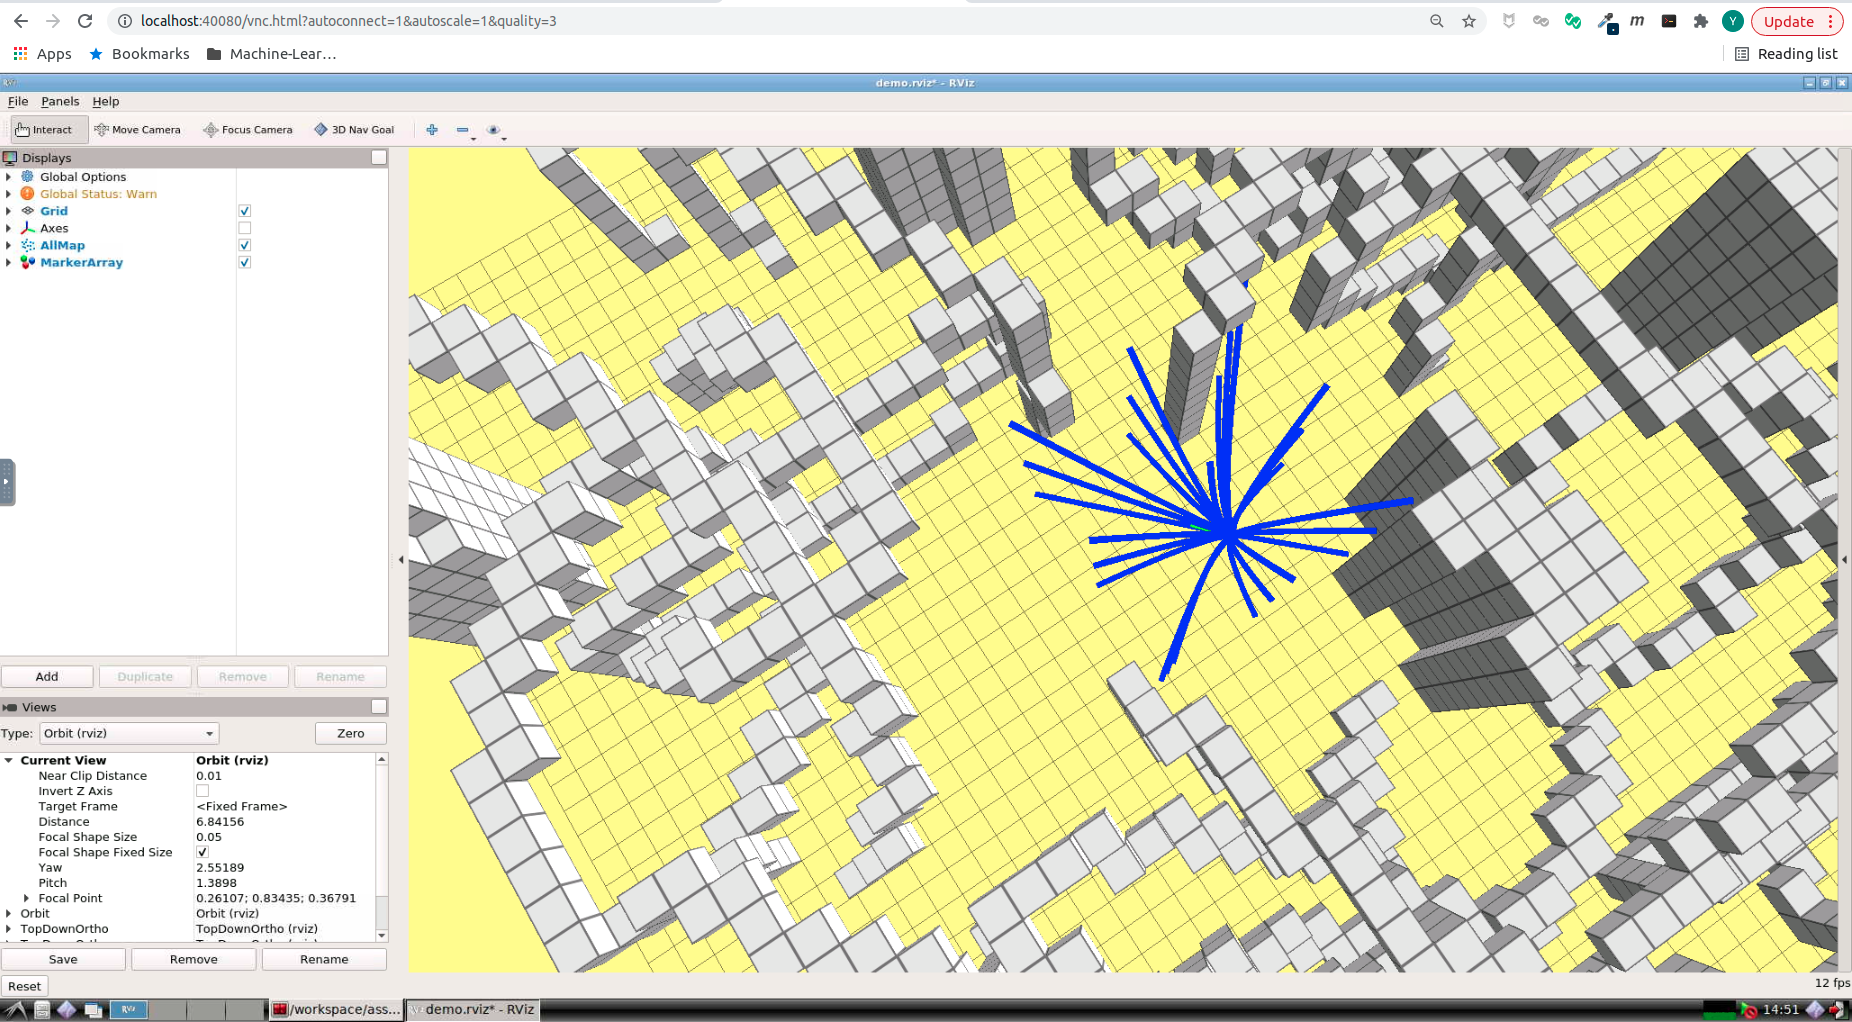 localhost:40080/vnc.html?autoconnect=1&autoscale=1&quality=3
m
Y
Update
Apps
Bookmarks
Machine-Lear…
Reading list
demo.rviz* - RViz
File Panels Help
Interact Move Camera Focus Camera 3D Nav Goal
Displays
Global Options
Global Status: Warn
Grid
Axes
AllMap
MarkerArray
Add Duplicate Remove Rename
Views
Type: Orbit (rviz) Zero
Current View Orbit (rviz)
Near Clip Distance 0.01
Invert Z Axis
Target Frame <Fixed Frame>
Distance 6.84156
Focal Shape Size 0.05
Focal Shape Fixed Size
Yaw 2.55189
Pitch 1.3898
Focal Point 0.26107; 0.83435; 0.36791
Orbit Orbit (rviz)
TopDownOrtho TopDownOrtho (rviz)
Save Remove Rename
Reset
12 fps
/workspace/ass...
demo.rviz* - RViz
14:51